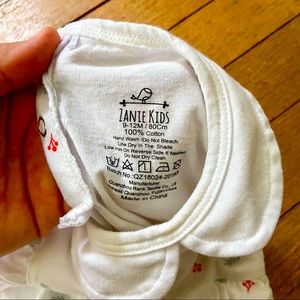 ZANIE KIDS
9-12M / 80Cm
100% Cotton
Hand Wash /Do Not Bleach
Line Dry In The Shade
Low Iron on Reverse Side If Needed
Do Not Dry Clean
Manufacturer
Made in China